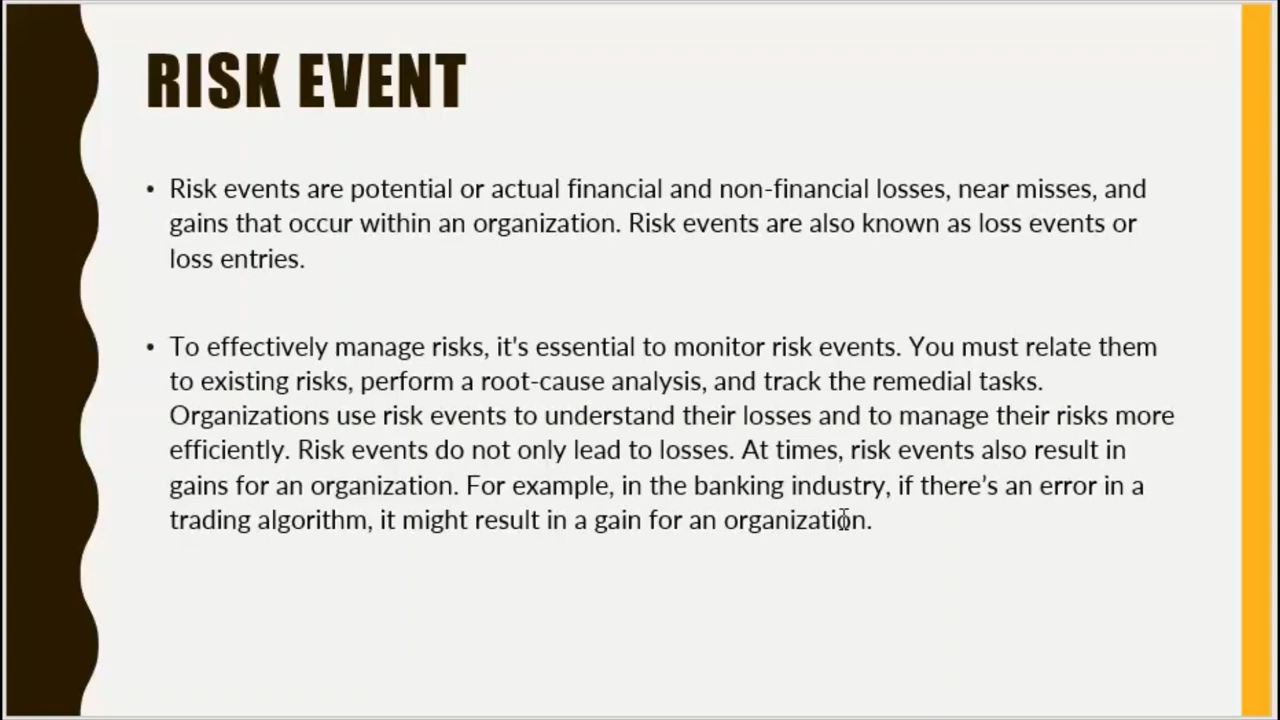 RISK EVENT
• Risk events are potential or actual financial and non-financial losses, near misses, and
gains that occur within an organization. Risk events are also known as loss events or
loss entries.
• To effectively manage risks, it's essential to monitor risk events. You must relate them
to existing risks, perform a root-cause analysis, and track the remedial tasks.
Organizations use risk events to understand their losses and to manage their risks more
efficiently. Risk events do not only lead to losses. At times, risk events also result in
gains for an organization. For example, in the banking industry, if there’s an error in a
trading algorithm, it might result in a gain for an organization.